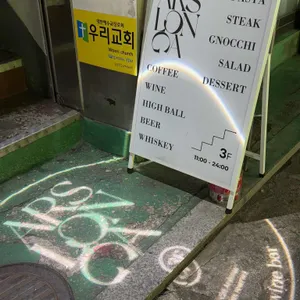 우리교회
ARS
LON
GA
PASTA
STEAK
GNOCCHI
SALAD
DESSERT
COFFEE
WINE
HIGH BALL
BEER
WHISKEY
3F
11:00 - 24:00
ARS
LON
GA
wine bar